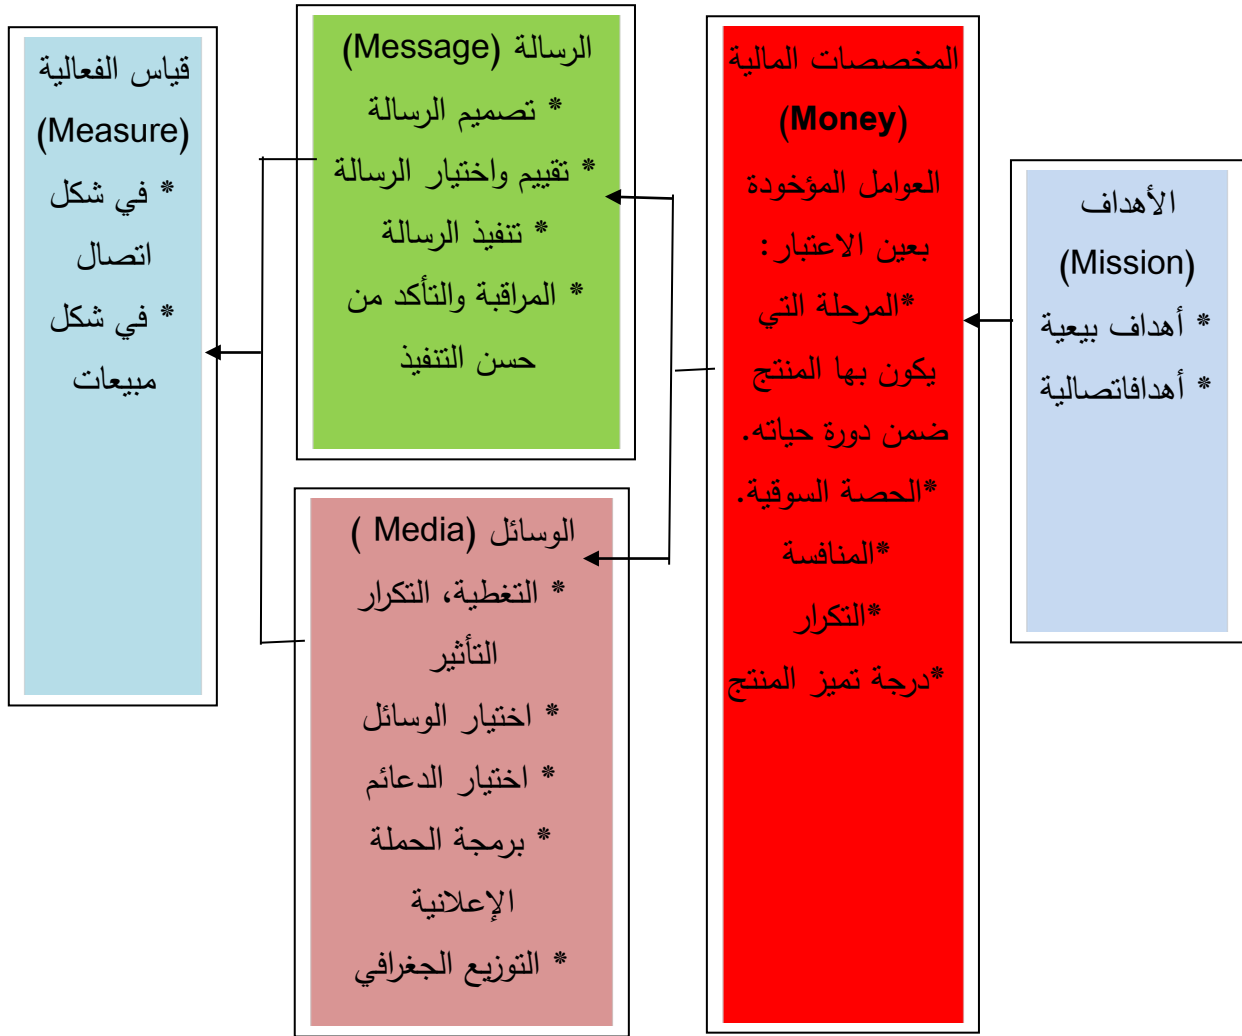 الأهداف
(Mission)
* أهداف بيعية
* أهدافاتصالية
المخصصات المالية
(Money)
العوامل المؤخودة
بعين الاعتبار:
*المرحلة التي
يكون بها المنتج
ضمن دورة حياته.
*الحصة السوقية.
*المنافسة
*التكرار
*درجة تميز المنتج
الرسالة (Message)
* تصميم الرسالة
* تقييم واختيار الرسالة
* تنفيذ الرسالة
* المراقبة والتأكد من
حسن التنفيذ
الوسائل (Media )
* التغطية، التكرار
التأثير
* اختيار الوسائل
* اختيار الدعائم
* برمجة الحملة
الإعلانية
* التوزيع الجغرافي
قياس الفعالية
(Measure)
* في شكل
اتصال
* في شكل
مبيعات